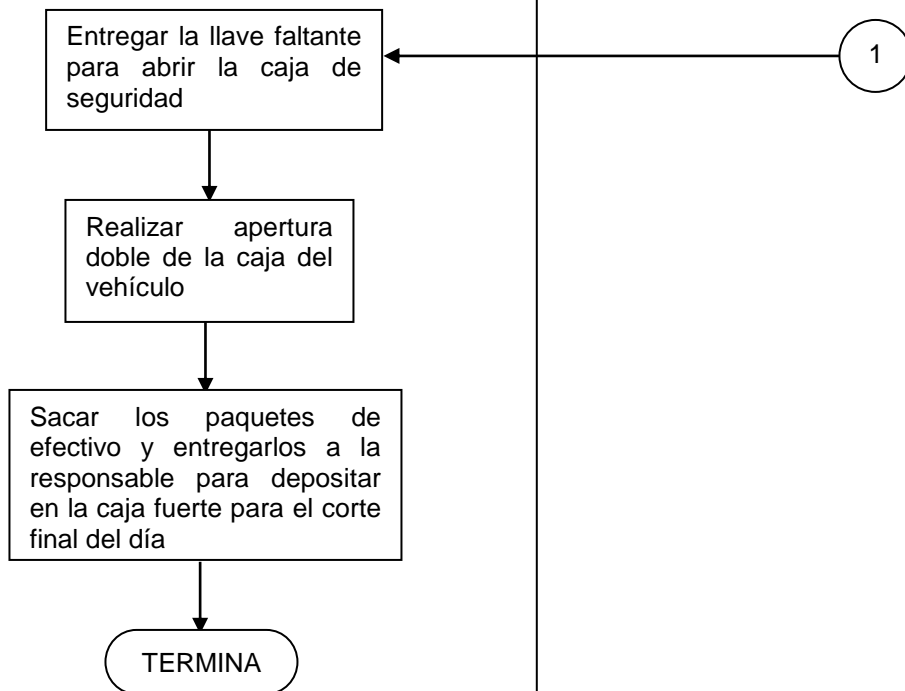 Entregar la llave faltante
para abrir la caja de
seguridad
1
Realizar apertura
doble de la caja del
vehículo
Sacar los paquetes de
efectivo y entregarlos a la
responsable para depositar
en la caja fuerte para el corte
final del día
TERMINA